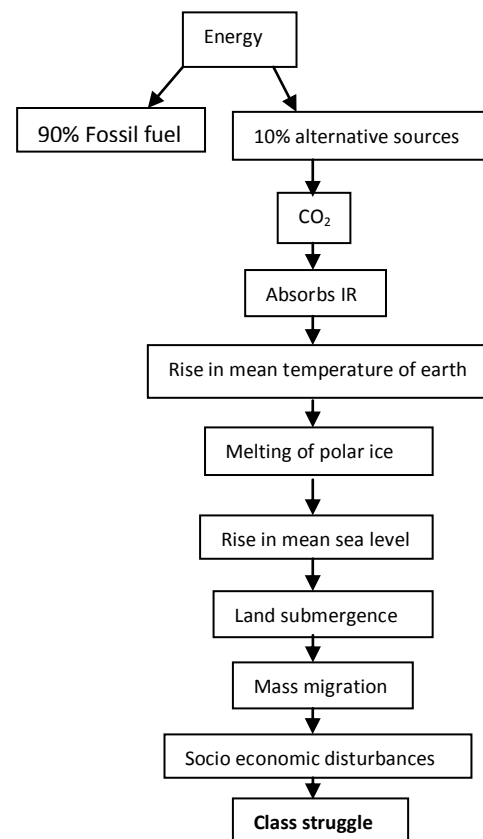 Energy
90% Fossil fuel
10% alternative sources
CO₂
Absorbs IR
Rise in mean temperature of earth
Melting of polar ice
Rise in mean sea level
Land submergence
Mass migration
Socio economic disturbances
Class struggle